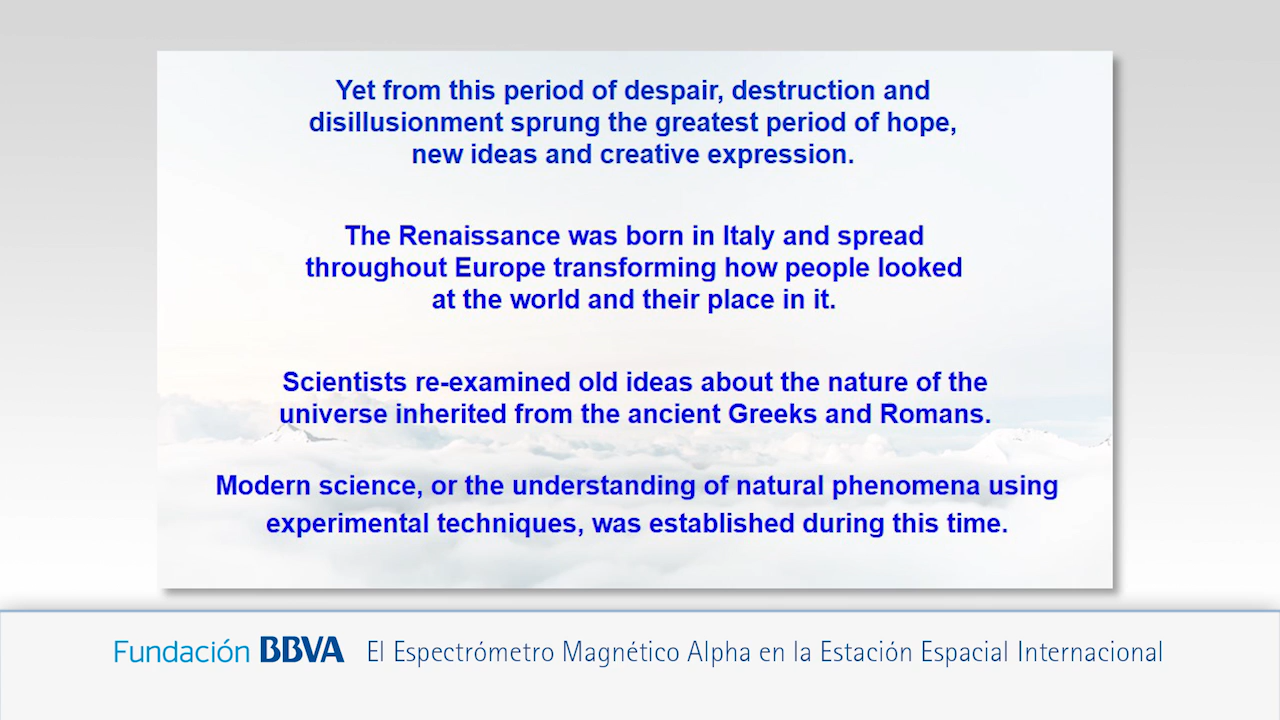 Yet from this period of despair, destruction and
disillusionment sprung the greatest period of hope,
new ideas and creative expression.
The Renaissance was born in Italy and spread
throughout Europe transforming how people looked
at the world and their place in it.
Scientists re-examined old ideas about the nature of the
universe inherited from the ancient Greeks and Romans.
Modern science, or the understanding of natural phenomena using
experimental techniques, was established during this time.
Fundación BBVA El Espectrómetro Magnético Alpha en la Estación Espacial Internacional